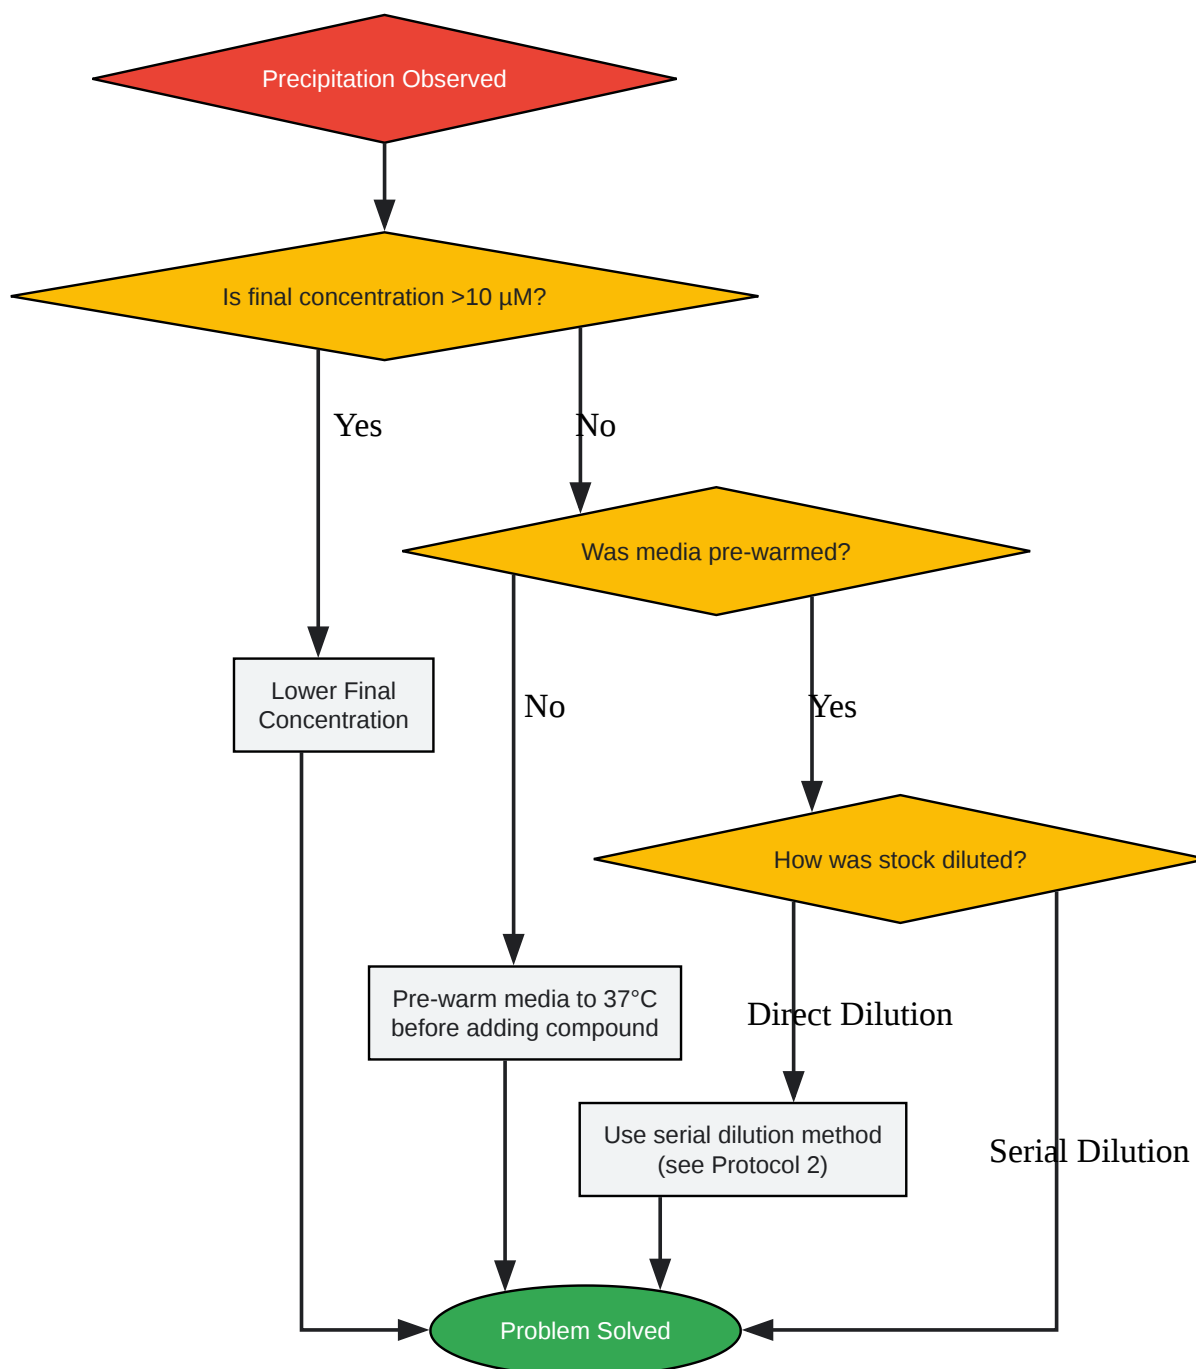 Precipitation Observed
Is final concentration >10 µM?
Yes
No
Was media pre-warmed?
Lower Final
Concentration
No
Yes
How was stock diluted?
Pre-warm media to 37°C
before adding compound
Direct Dilution
Use serial dilution method
(see Protocol 2)
Serial Dilution
Problem Solved